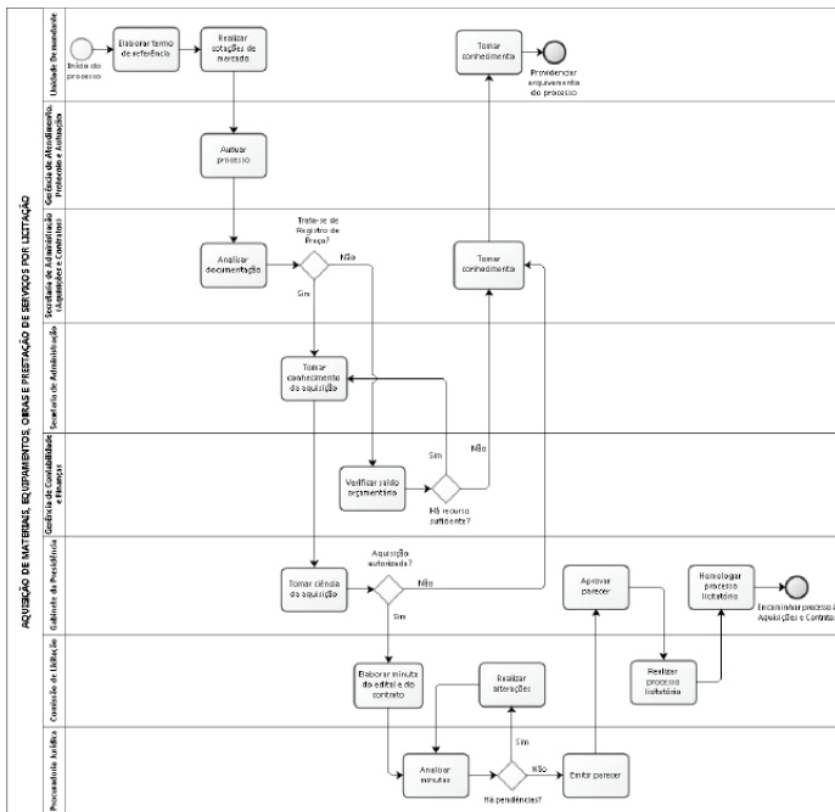 AQUISIÇÃO DE MATERIAIS, EQUIPAMENTOS, OBRAS E PRESTAÇÃO DE SERVIÇOS POR LICITAÇÃO
Unidade Demandante
Início do
processo
Elaborar termo
de referência
Realizar
cotações de
mercado
Tomar
conhecimento
Providenciar
arquivamento
do processo
Gerência de Atendimento,
Protocolo e Autuação
Autuar
processo
Secretaria de Administração
(Aquisições e Contratos)
Analisar
documentação
Trata-se de
Registro de
Preço?
Não
Sim
Tomar
conhecimento
Secretaria de Administração
Tomar
conhecimento
da aquisição
Gerência de Contabilidade
e Finanças
Verificar saldo
orçamentário
Sim
Não
Há recurso
suficiente?
Gabinete da Presidência
Tomar ciência
da aquisição
Aquisição
autorizada?
Não
Sim
Aprovar
parecer
Homologar
processo
licitatório
Encaminhar processo à
Aquisições e Contratos
Comissão de Licitação
Elaborar minuta
do edital e do
contrato
Realizar
alterações
Realizar
processo
licitatório
Procuradoria Jurídica
Analisar
minutas
Sim
Não
Há pendências?
Emitir parecer